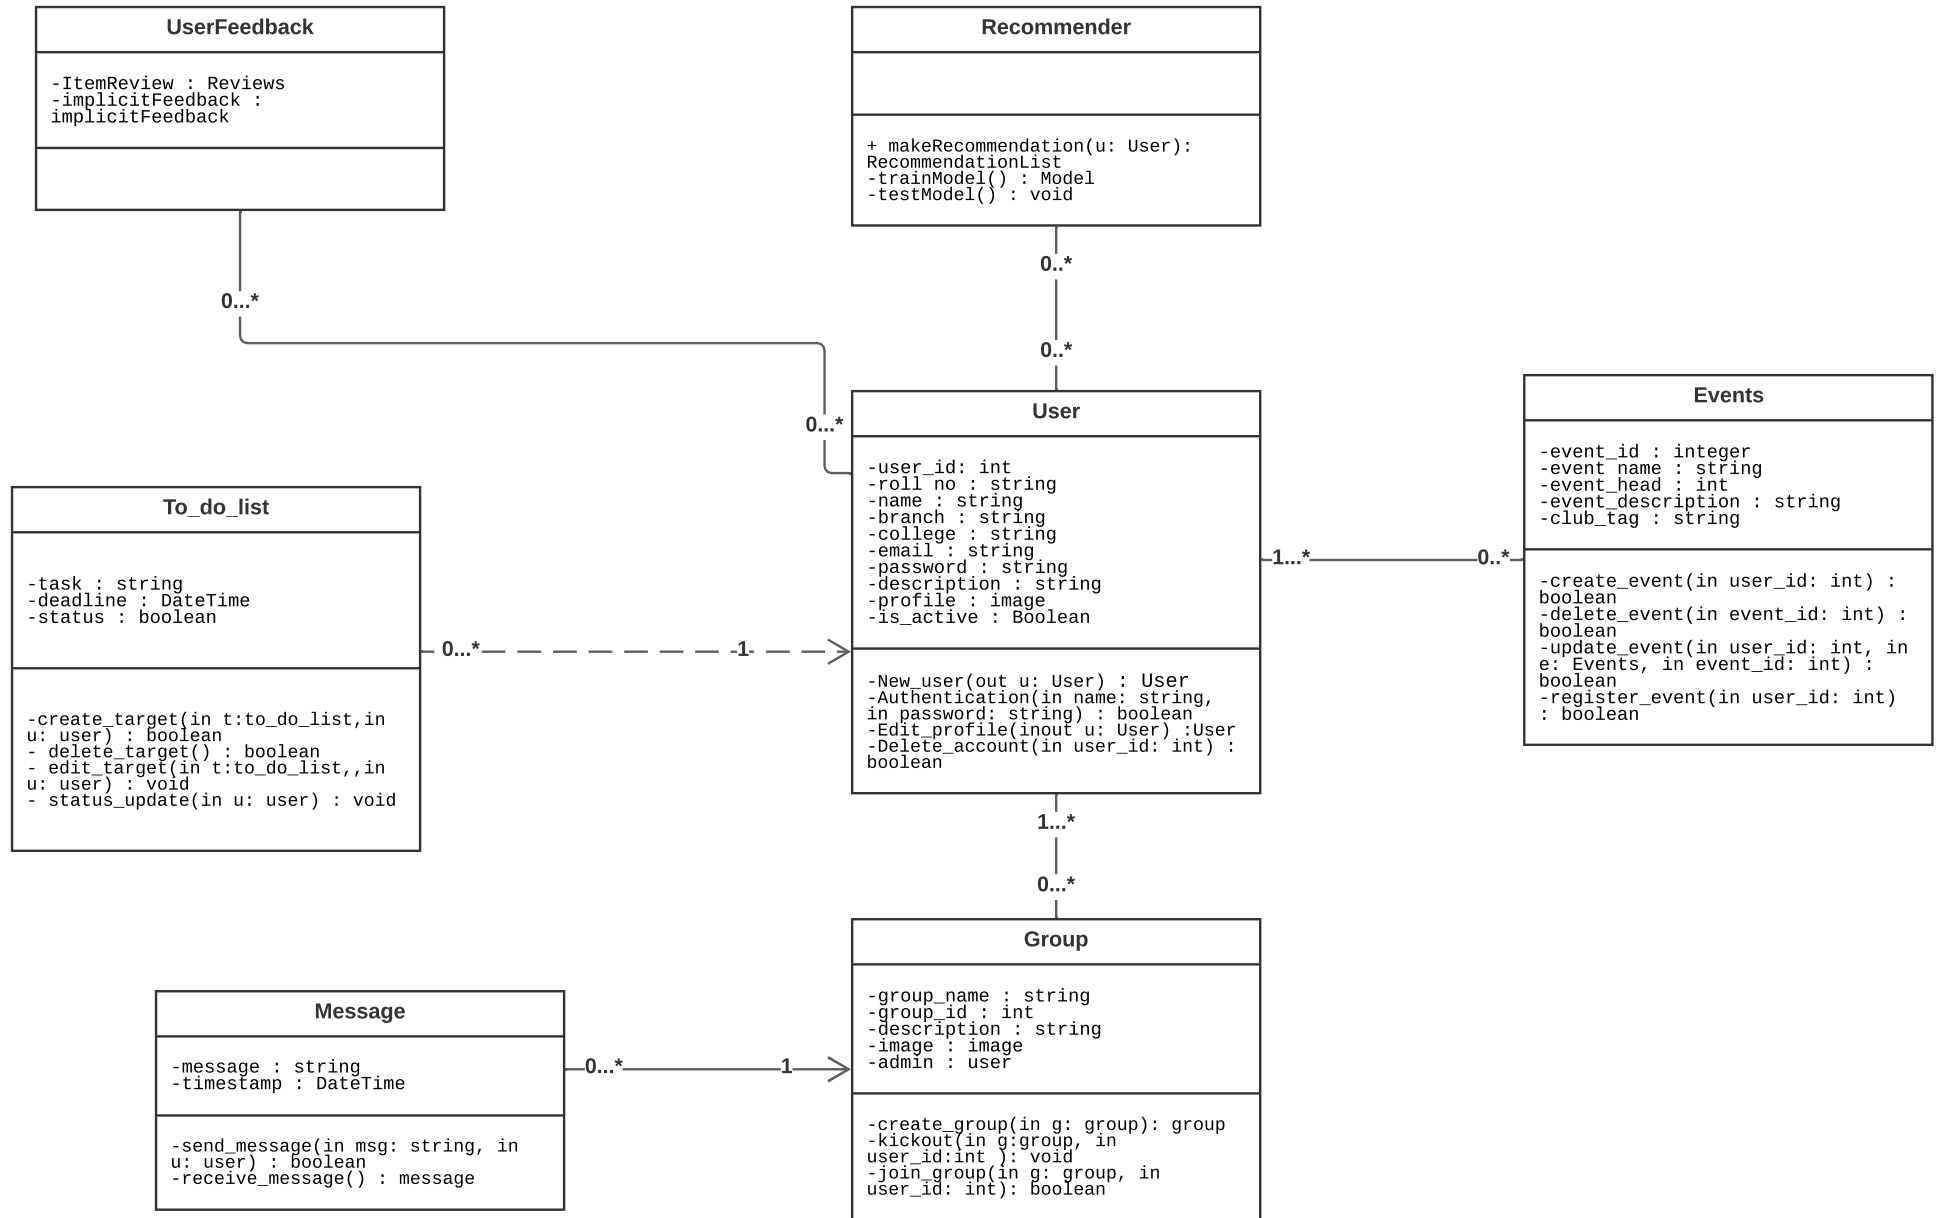 UserFeedback
-ItemReview : Reviews
-implicitFeedback :
implicitFeedback
0...*
0...*
Recommender
+ makeRecommendation(u: User):
RecommendationList
-trainModel() : Model
-testModel() : void
0..*
0..*
User
-user_id: int
-roll no : string
-name : string
-branch : string
-college : string
-email : string
-password : string
-description : string
-profile : image
-is_active : Boolean
-New_user(out u: User) : User
-Authentication(in name: string,
in password: string) : boolean
-Edit_profile(inout u: User) :User
-Delete_account(in user_id: int) :
boolean
1...*
0..*
Events
-event_id : integer
-event_name : string
-event_head : int
-event_description : string
-club_tag : string
-create_event(in user_id: int) :
boolean
-delete_event(in event_id: int) :
boolean
-update_event(in user_id: int, in
e: Events, in event_id: int) :
boolean
-register_event(in user_id: int)
: boolean
To_do_list
-task : string
-deadline : DateTime
-status : boolean
-create_target(in t:to_do_list,in
u: user) : boolean
- delete_target() : boolean
- edit_target(in t:to_do_list,,in
u: user) : void
- status_update(in u: user) : void
0...*
1
1...*
0...*
Group
-group_name : string
-group_id : int
-description : string
-image : image
-admin : user
-create_group(in g: group): group
-kickout(in g:group, in
user_id:int ): void
-join_group(in g: group, in
user_id: int): boolean
Message
-message : string
-timestamp : DateTime
-send_message(in msg: string, in
u: user) : boolean
-receive_message() : message
0...*
1